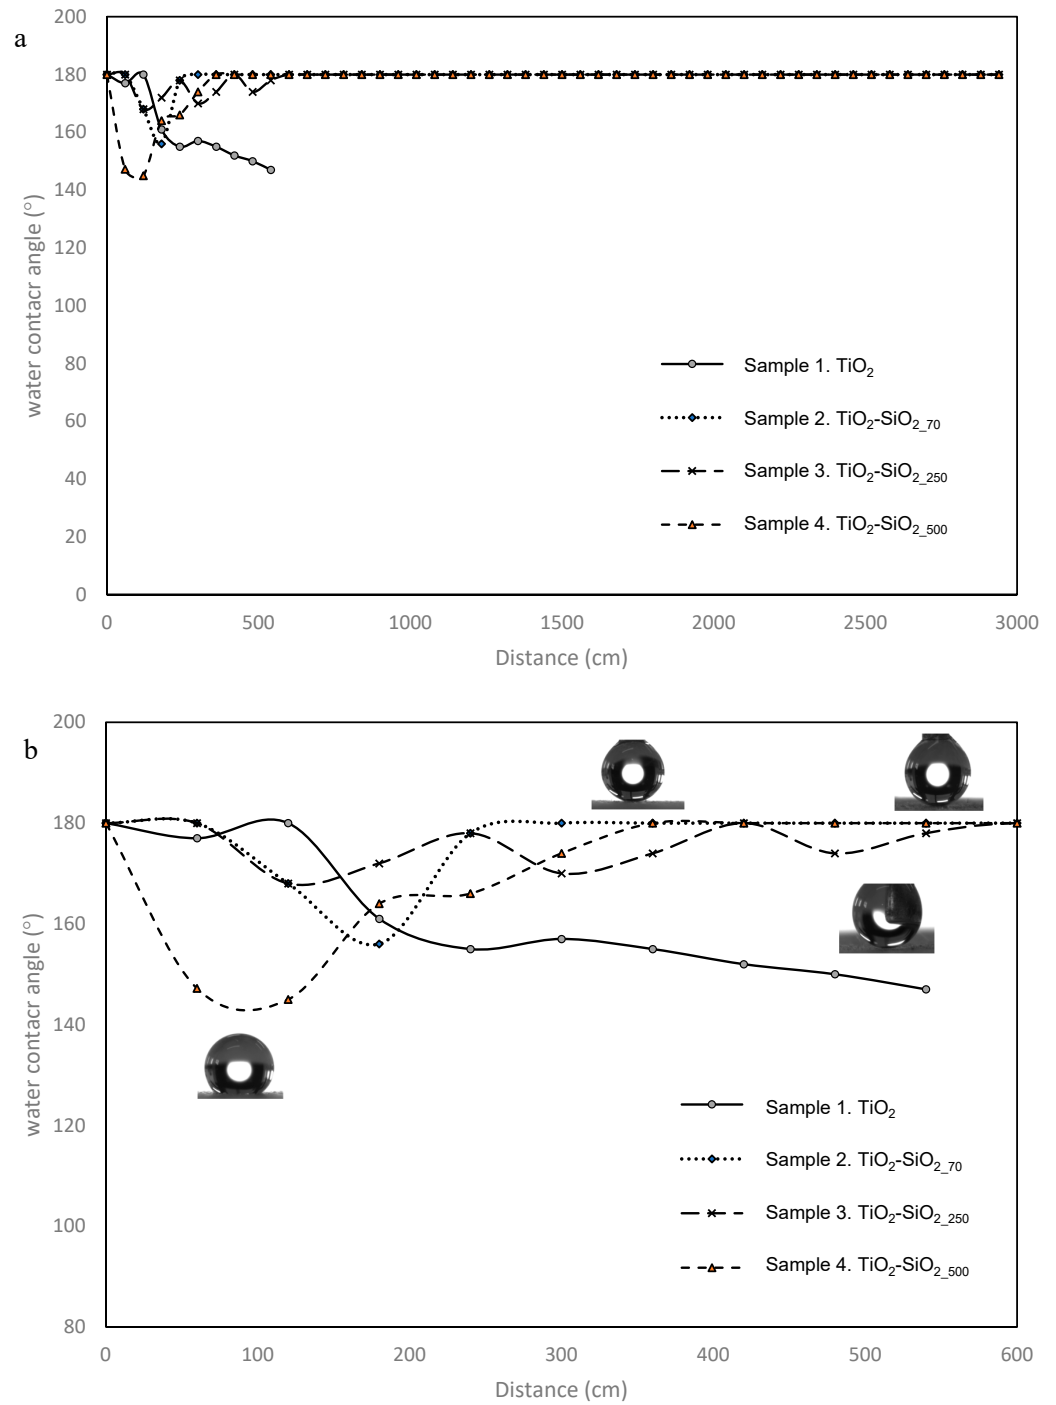 a
200
180
160
140
120
100
80
60
40
20
0
water contacr angle (°)
Sample 1. TiO2
Sample 2. TiO2-SiO2_70
Sample 3. TiO2-SiO2_250
Sample 4. TiO2-SiO2_500
0 500 1000 1500 2000 2500 3000
Distance (cm)
b
200
180
160
140
120
100
80
water contacr angle (°)
Sample 1. TiO2
Sample 2. TiO2-SiO2_70
Sample 3. TiO2-SiO2_250
Sample 4. TiO2-SiO2_500
0 100 200 300 400 500 600
Distance (cm)